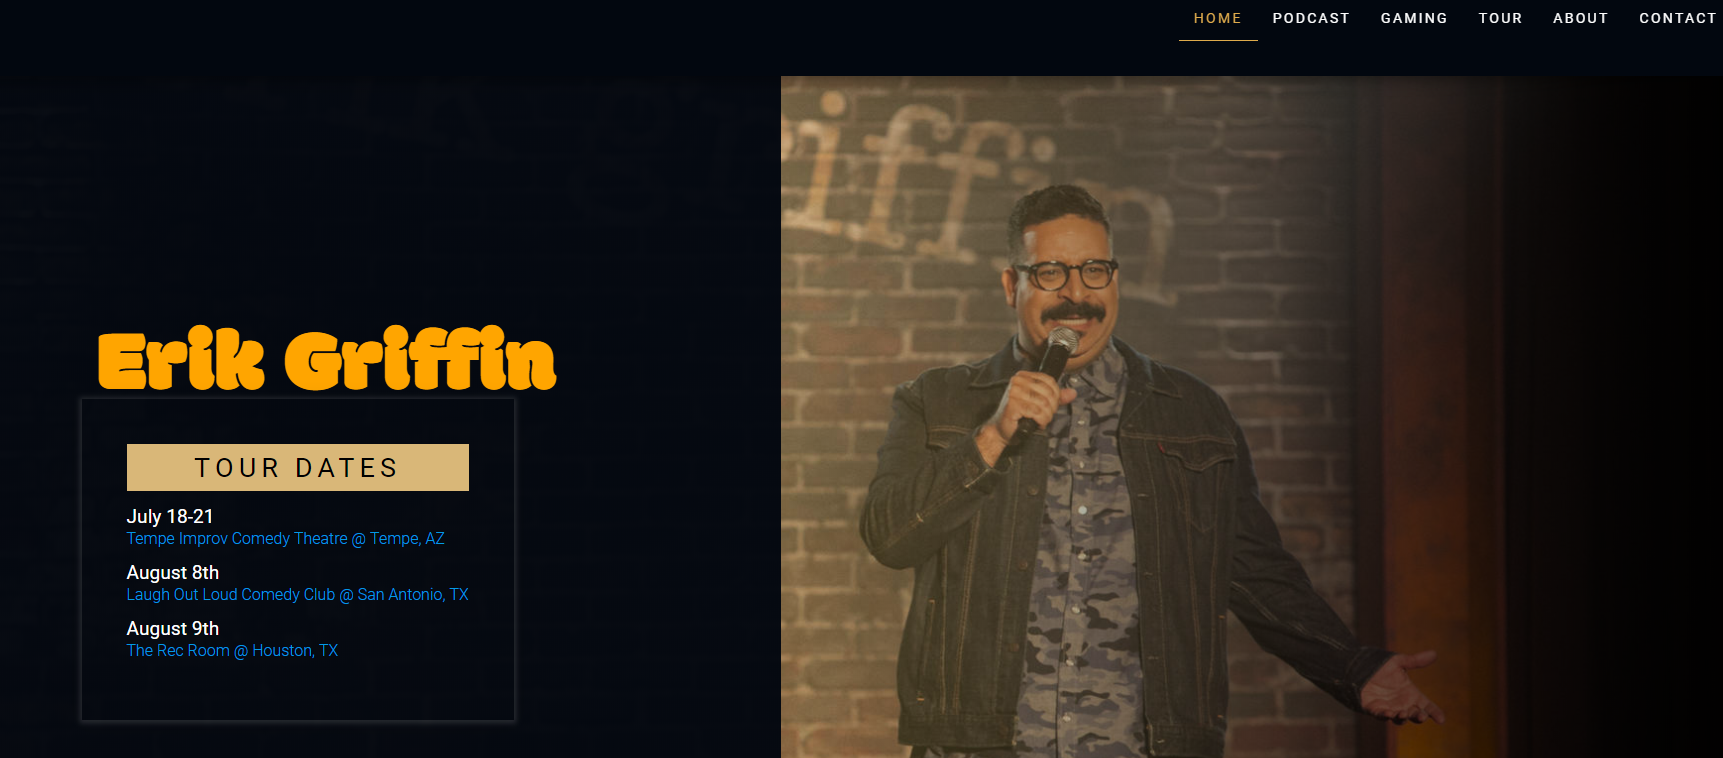 HOME PODCAST GAMING TOUR ABOUT CONTACT
griffin
Erik Griffin
TOUR DATES
July 18-21
Tempe Improv Comedy Theatre @ Tempe, AZ
August 8th
Laugh Out Loud Comedy Club @ San Antonio, TX
August 9th
The Rec Room @ Houston, TX